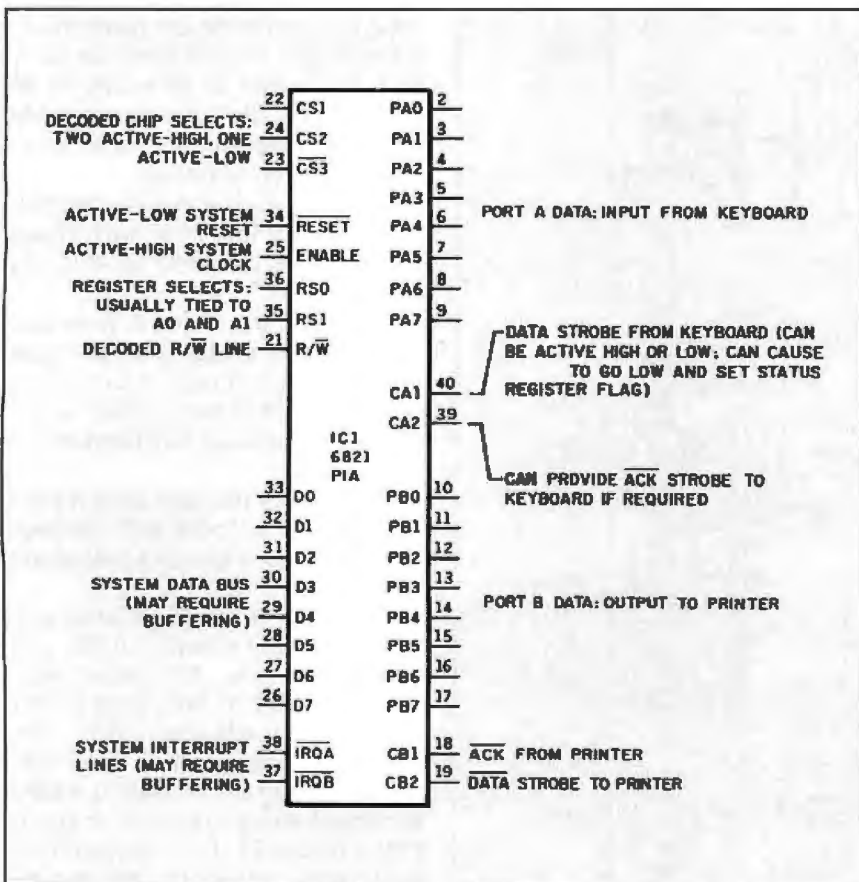 22 CS1 PA0 2
DECODED CHIP SELECTS:
TWO ACTIVE-HIGH, ONE
ACTIVE-LOW
24 CS2 PA1 3
23 C̅S̅3̅ PA2 4
PA3 5
ACTIVE-LOW SYSTEM
RESET
34 R̅E̅S̅E̅T̅ PA4 6
PORT A DATA: INPUT FROM KEYBOARD
ACTIVE-HIGH SYSTEM
CLOCK
25 ENABLE PA5 7
REGISTER SELECTS:
USUALLY TIED TO
A0 AND A1
36 RS0 PA6 8
35 RS1 PA7 9
DECODED R/W̅ LINE 21 R/W̅
DATA STROBE FROM KEYBOARD (CAN
BE ACTIVE HIGH OR LOW; CAN CAUSE
TO GO LOW AND SET STATUS
REGISTER FLAG)
CA1 40
CA2 39
IC1
6821
PIA
CAN PROVIDE A̅C̅K̅ STROBE TO
KEYBOARD IF REQUIRED
33 D0 PB0 10
32 D1 PB1 11
31 D2 PB2 12
SYSTEM DATA BUS
(MAY REQUIRE
BUFFERING)
30 D3 PB3 13
29 D4 PB4 14
PORT B DATA: OUTPUT TO PRINTER
28 D5 PB5 15
27 D6 PB6 16
26 D7 PB7 17
SYSTEM INTERRUPT
LINES (MAY REQUIRE
BUFFERING)
38 I̅R̅Q̅A̅ CB1 18 A̅C̅K̅ FROM PRINTER
37 I̅R̅Q̅B̅ CB2 19 D̅A̅T̅A̅ STROBE TO PRINTER